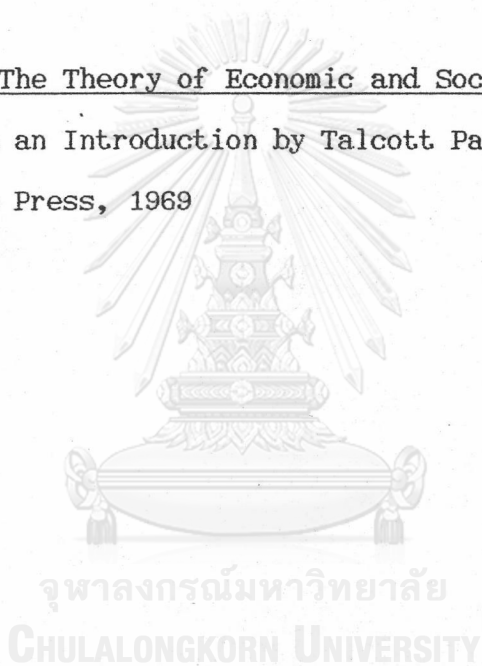 The Theory of Economic and Soc
an Introduction by Talcott Pa
Press, 1969
จุฬาลงกรณ์มหาวิทยาลัย
CHULALONGKORN UNIVERSITY